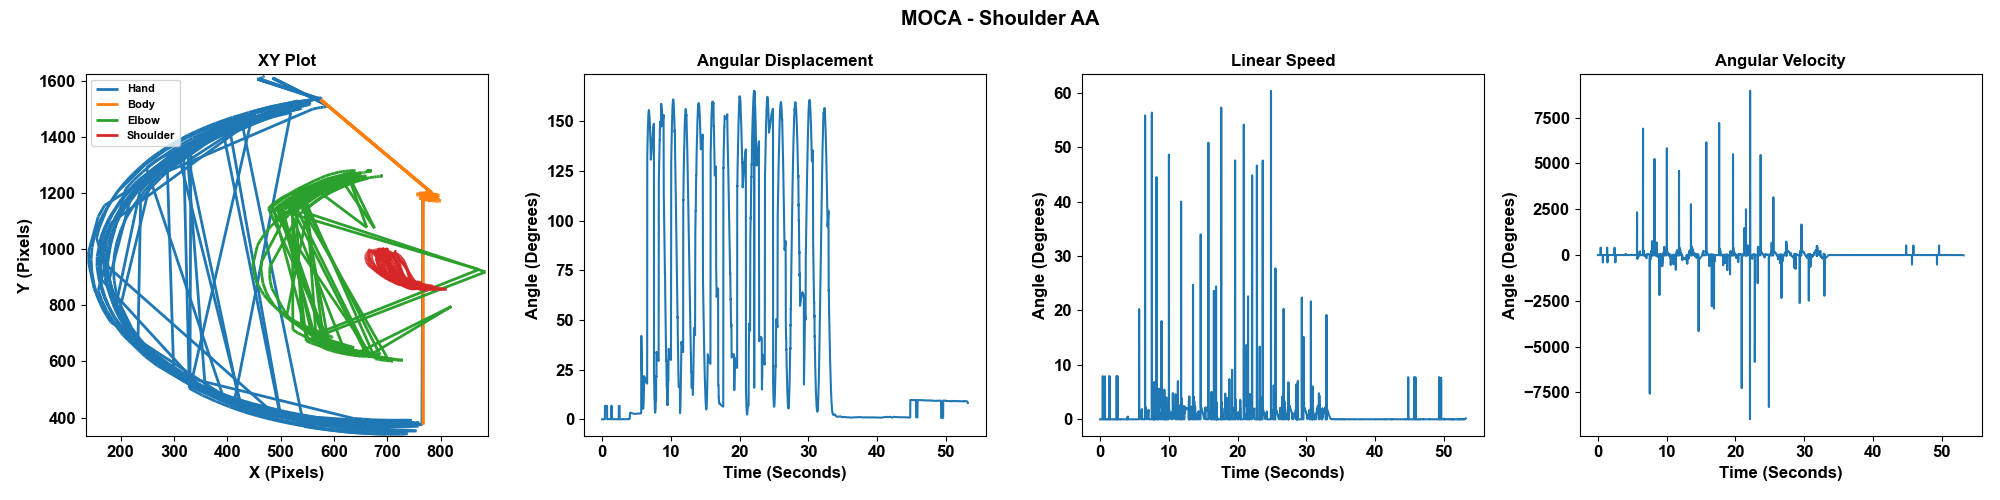 MOCA - Shoulder AA
XY Plot
Hand
Body
Elbow
Shoulder
1600
1400
1200
1000
800
600
400
Y (Pixels)
200 300 400 500 600 700 800
X (Pixels)
Angular Displacement
150
125
100
75
50
25
0
Angle (Degrees)
0 10 20 30 40 50
Time (Seconds)
Linear Speed
60
50
40
30
20
10
0
Angle (Degrees)
0 10 20 30 40 50
Time (Seconds)
Angular Velocity
7500
5000
2500
0
−2500
−5000
−7500
Angle (Degrees)
0 10 20 30 40 50
Time (Seconds)